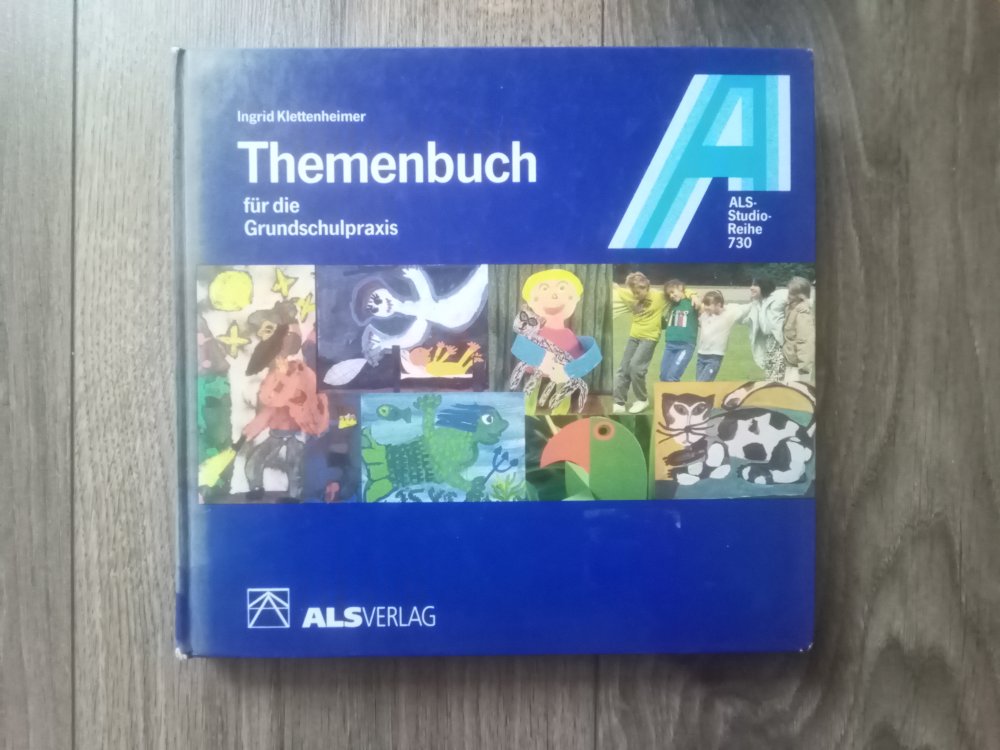 Ingrid Klettenheimer
Themenbuch
für die
Grundschulpraxis
ALS-
Studio-
Reihe
730
ALSVERLAG